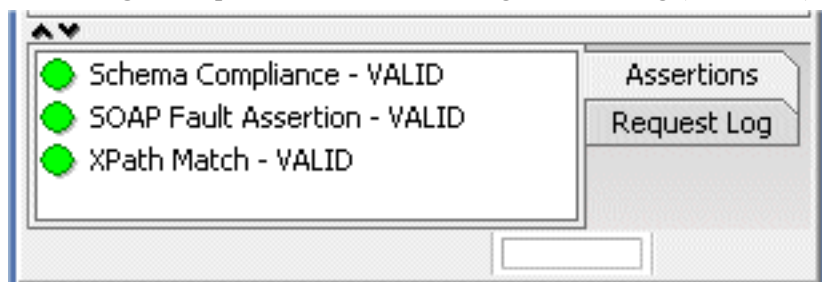 Schema Compliance - VALID
SOAP Fault Assertion - VALID
XPath Match - VALID
Assertions
Request Log